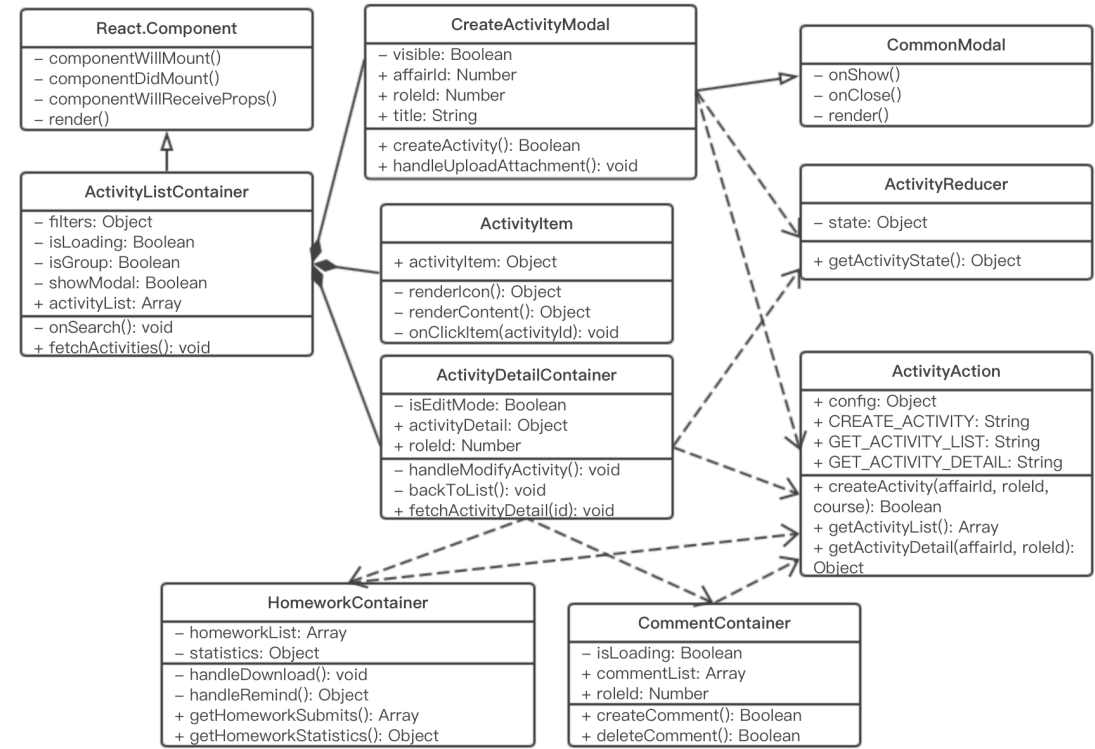 React.Component
– componentWillMount()
– componentDidMount()
– componentWillReceiveProps()
– render()
CreateActivityModal
– visible: Boolean
+ affairId: Number
+ roleId: Number
+ title: String
+ createActivity(): Boolean
+ handleUploadAttachment(): void
CommonModal
– onShow()
– onClose()
– render()
ActivityListContainer
– filters: Object
– isLoading: Boolean
– isGroup: Boolean
– showModal: Boolean
+ activityList: Array
– onSearch(): void
+ fetchActivities(): void
ActivityItem
+ activityItem: Object
– renderIcon(): Object
– renderContent(): Object
– onClickItem(activityId): void
ActivityReducer
– state: Object
+ getActivityState(): Object
ActivityDetailContainer
– isEditMode: Boolean
+ activityDetail: Object
+ roleId: Number
– handleModifyActivity(): void
– backToList(): void
+ fetchActivityDetail(id): void
ActivityAction
+ config: Object
+ CREATE_ACTIVITY: String
+ GET_ACTIVITY_LIST: String
+ GET_ACTIVITY_DETAIL: String
+ createActivity(affairId, roleId,
course): Boolean
+ getActivityList(): Array
+ getActivityDetail(affairId, roleId):
Object
HomeworkContainer
– homeworkList: Array
– statistics: Object
– handleDownload(): void
– handleRemind(): Object
+ getHomeworkSubmits(): Array
+ getHomeworkStatistics(): Object
CommentContainer
– isLoading: Boolean
+ commentList: Array
+ roleId: Number
+ createComment(): Boolean
+ deleteComment(): Boolean